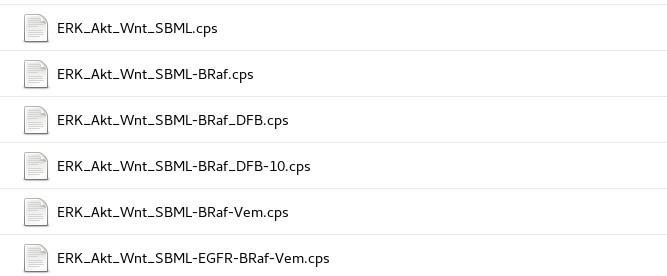 ERK_Akt_Wnt_SBML.cps
ERK_Akt_Wnt_SBML-BRaf.cps
ERK_Akt_Wnt_SBML-BRaf_DFB.cps
ERK_Akt_Wnt_SBML-BRaf_DFB-10.cps
ERK_Akt_Wnt_SBML-BRaf-Vem.cps
ERK_Akt_Wnt_SBML-EGFR-BRaf-Vem.cps